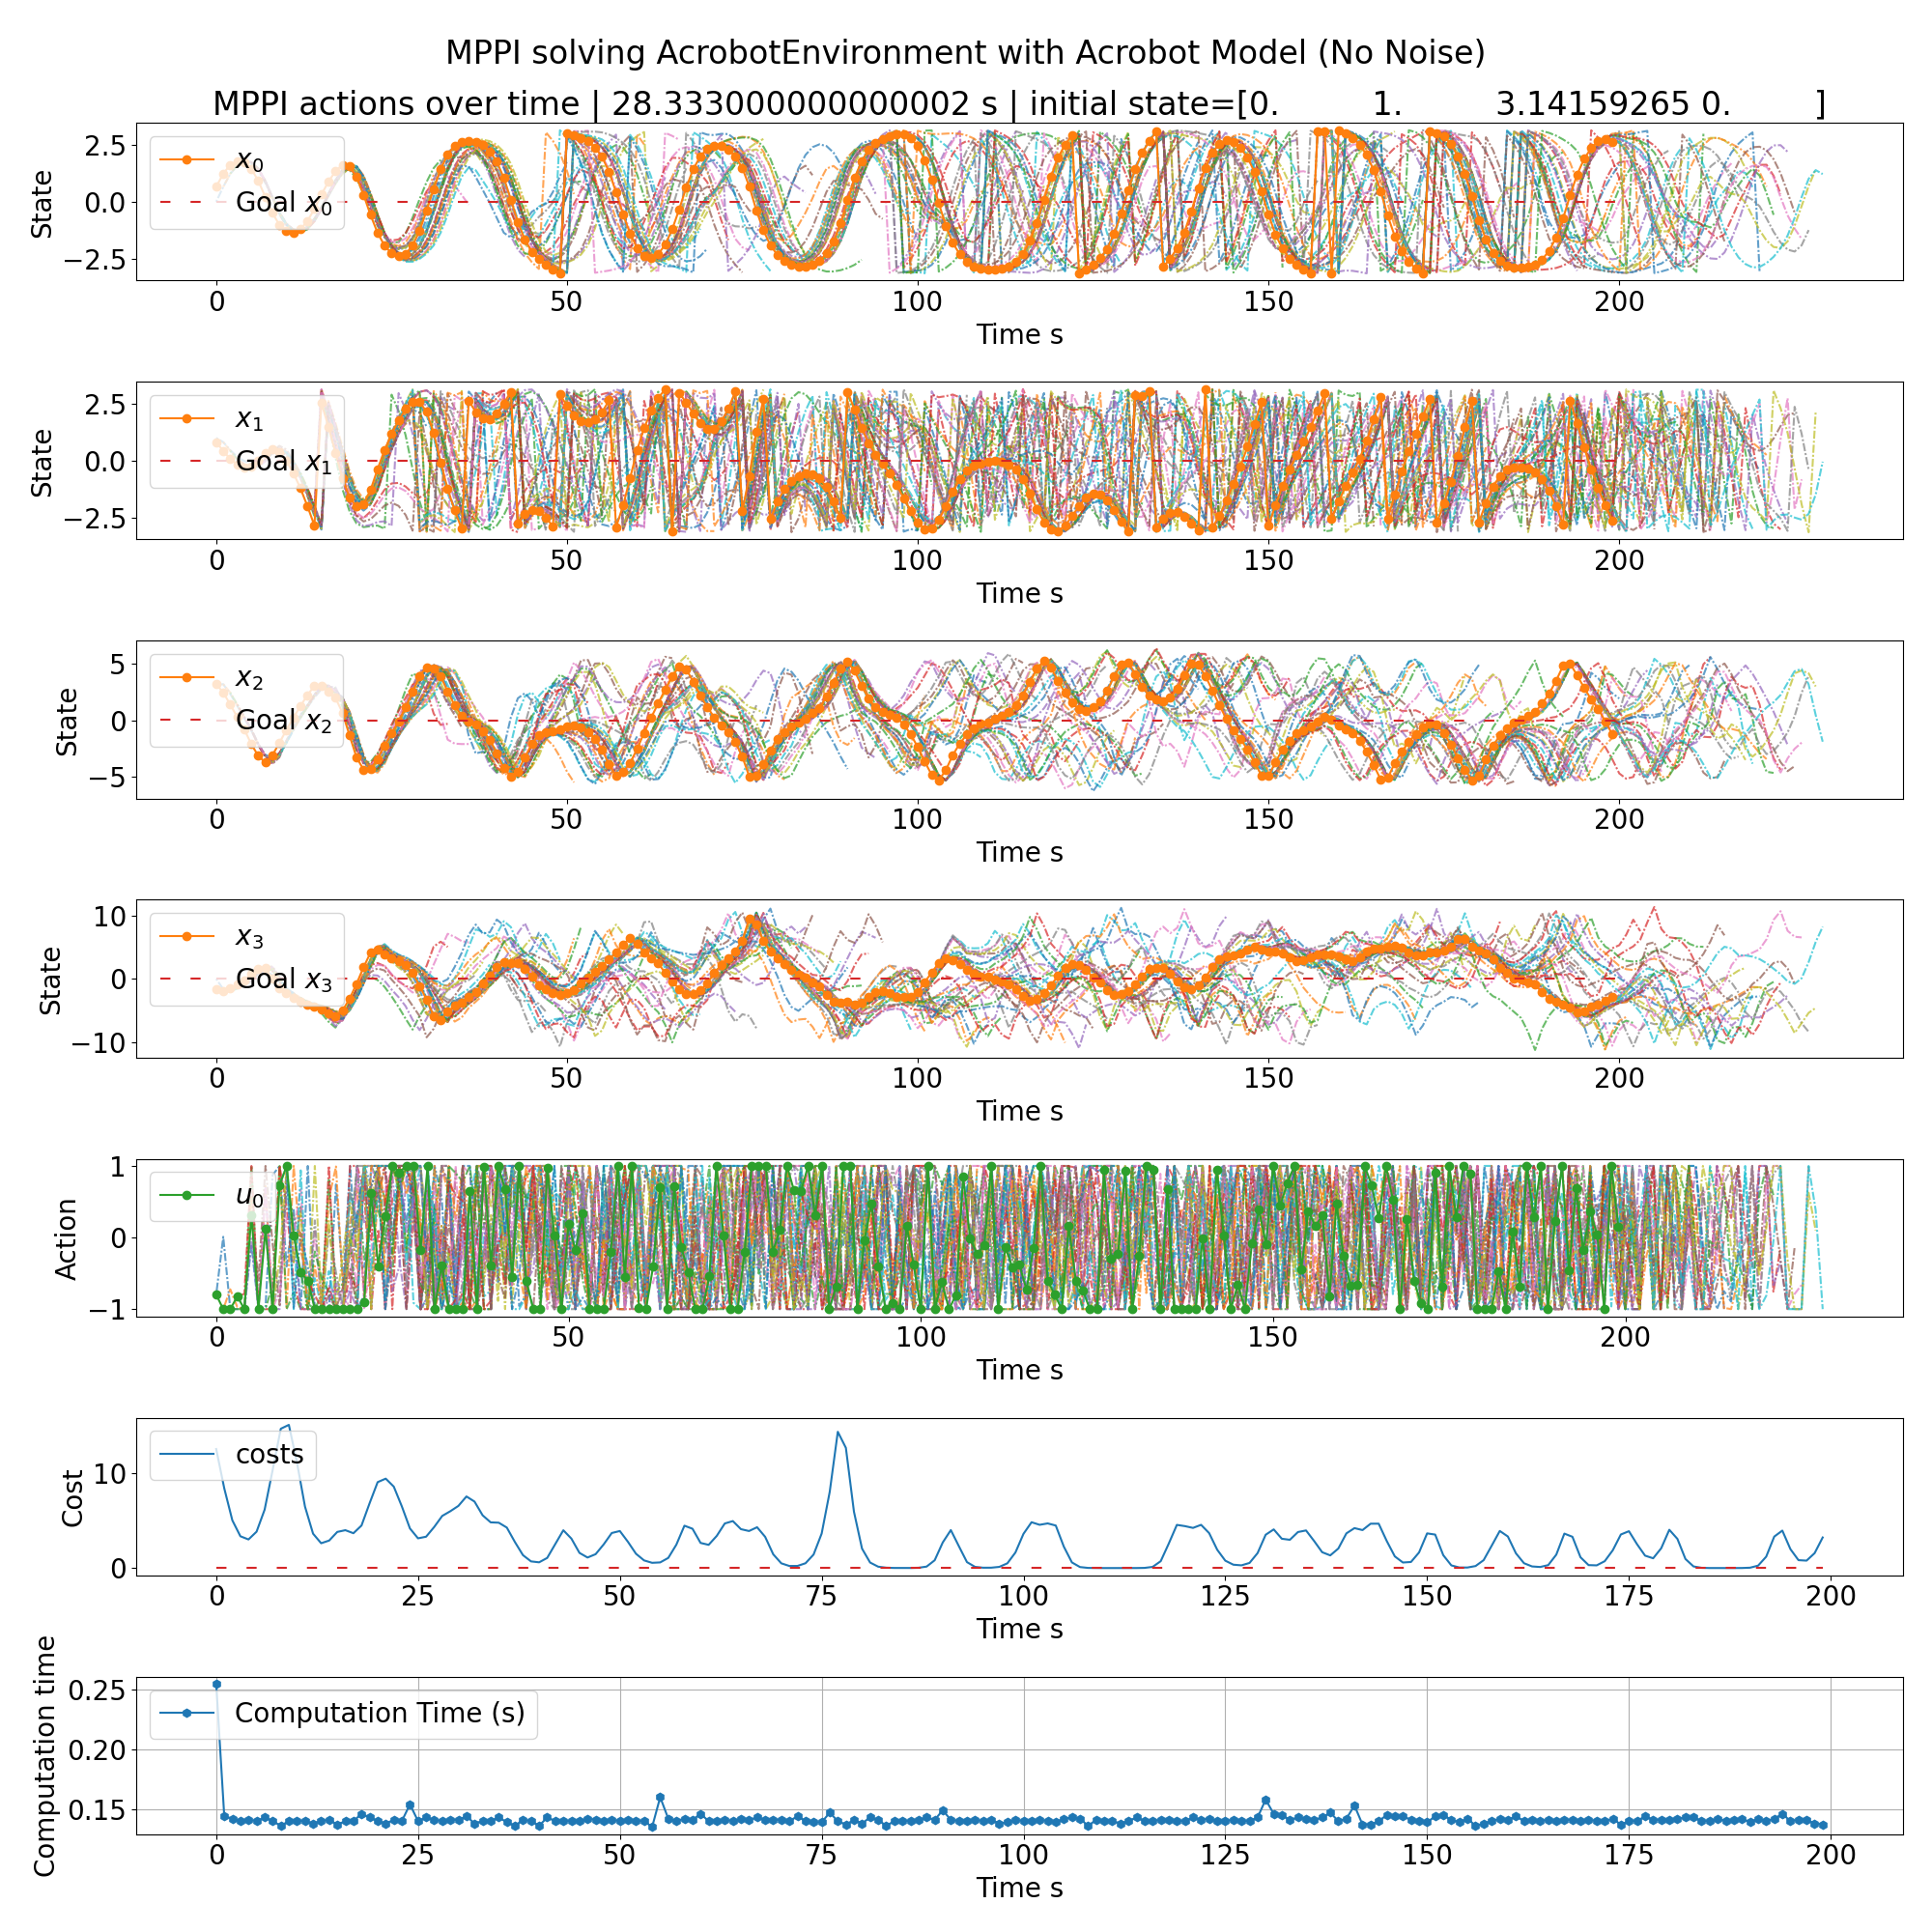 MPPI solving AcrobotEnvironment with Acrobot Model (No Noise)
MPPI actions over time | 28.333000000000002 s | initial state=[0. 1. 3.14159265 0. ]
State
2.5
0.0
−2.5
x0
Goal x0
0 50 100 150 200
Time s
State
2.5
0.0
−2.5
x1
Goal x1
0 50 100 150 200
Time s
State
5
0
−5
x2
Goal x2
0 50 100 150 200
Time s
State
10
0
−10
x3
Goal x3
0 50 100 150 200
Time s
Action
1
0
−1
u0
0 50 100 150 200
Time s
Cost
10
0
costs
0 25 50 75 100 125 150 175 200
Time s
Computation time
0.25
0.20
0.15
Computation Time (s)
0 25 50 75 100 125 150 175 200
Time s